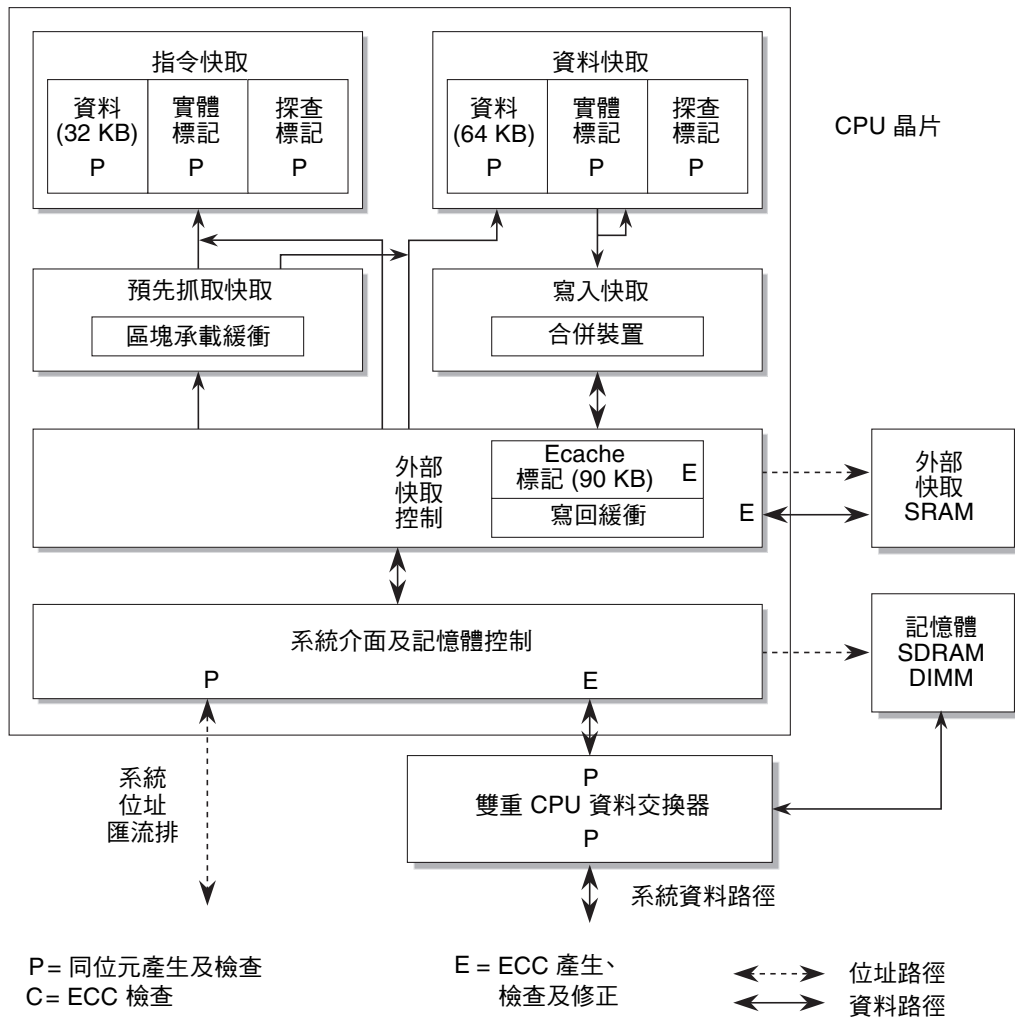 指令快取
資料
(32 KB)
P
實體
標記
P
探查
標記
P
資料快取
資料
(64 KB)
P
實體
標記
P
探查
標記
P
CPU 晶片
預先抓取快取
區塊承載緩衝
寫入快取
合併裝置
外部
快取
控制
Ecache
標記 (90 KB)
E
寫回緩衝
E
外部
快取
SRAM
系統介面及記憶體控制
P
E
記憶體
SDRAM
DIMM
系統
位址
匯流排
P
雙重 CPU 資料交換器
P
系統資料路徑
P= 同位元產生及檢查
C= ECC 檢查
E = ECC 產生、
檢查及修正
位址路徑
資料路徑